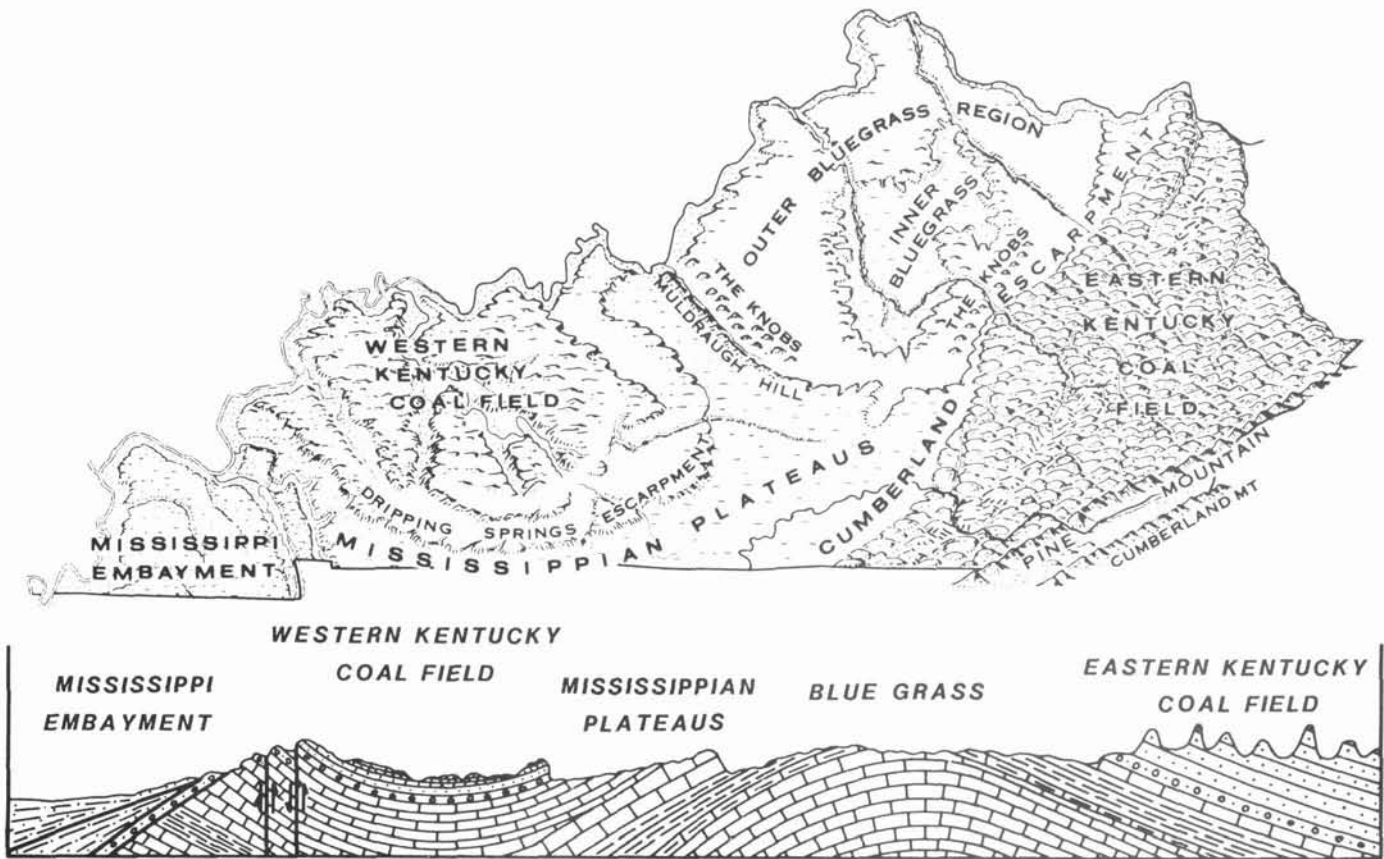 OUTER BLUEGRASS REGION
INNER
BLUEGRASS
THE KNOBS
THE KNOBS
MULDRAUGH HILL
ESCARPMENT
EASTERN
KENTUCKY
COAL
FIELD
WESTERN
KENTUCKY
COAL FIELD
DRIPPING SPRINGS ESCARPMENT
MISSISSIPPIAN PLATEAUS
CUMBERLAND
PINE MOUNTAIN
CUMBERLAND MT
MISSISSIPPI
EMBAYMENT
WESTERN KENTUCKY
COAL FIELD
MISSISSIPPI
EMBAYMENT
MISSISSIPPIAN
PLATEAUS
BLUE GRASS
EASTERN KENTUCKY
COAL FIELD